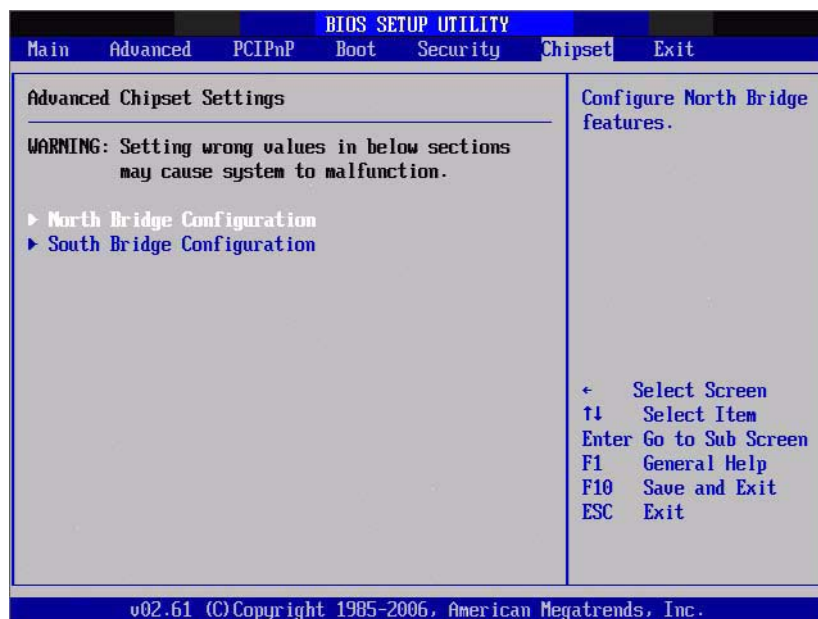 BIOS SETUP UTILITY
Main Advanced PCIPnP Boot Security Chipset Exit
Advanced Chipset Settings
WARNING: Setting wrong values in below sections
may cause system to malfunction.
▶ North Bridge Configuration
▶ South Bridge Configuration
Configure North Bridge
features.
← Select Screen
↑↓ Select Item
Enter Go to Sub Screen
F1 General Help
F10 Save and Exit
ESC Exit
v02.61 (C)Copyright 1985-2006, American Megatrends, Inc.